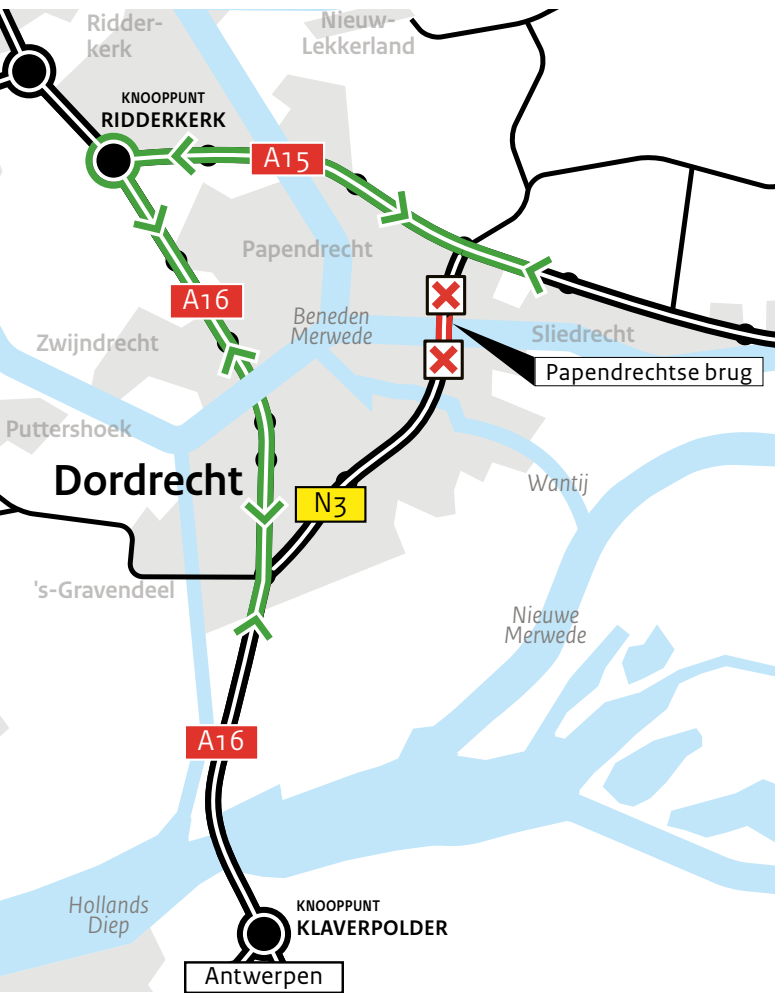 Ridder-
kerk
Nieuw-
Lekkerland
KNOOPPUNT
RIDDERKERK
A15
Papendrecht
A16
Beneden
Merwede
Zwijndrecht
Sliedrecht
Papendrechtse brug
Puttershoek
Dordrecht
N3
Wantij
's-Gravendeel
Nieuwe
Merwede
A16
Hollands
Diep
KNOOPPUNT
KLAVERPOLDER
Antwerpen